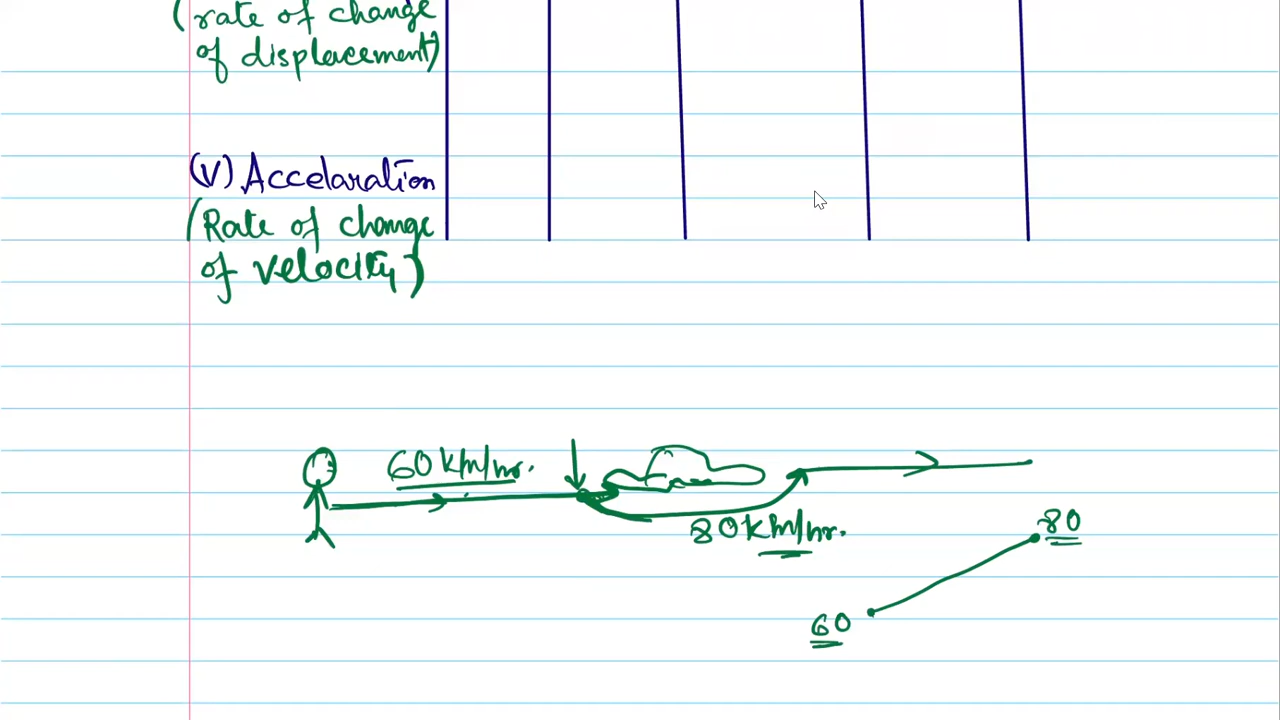 (rate of change
of displacement)
(V) Accelaration
(Rate of change
of velocity)
60 km/hr.
80 km/hr.
80
60